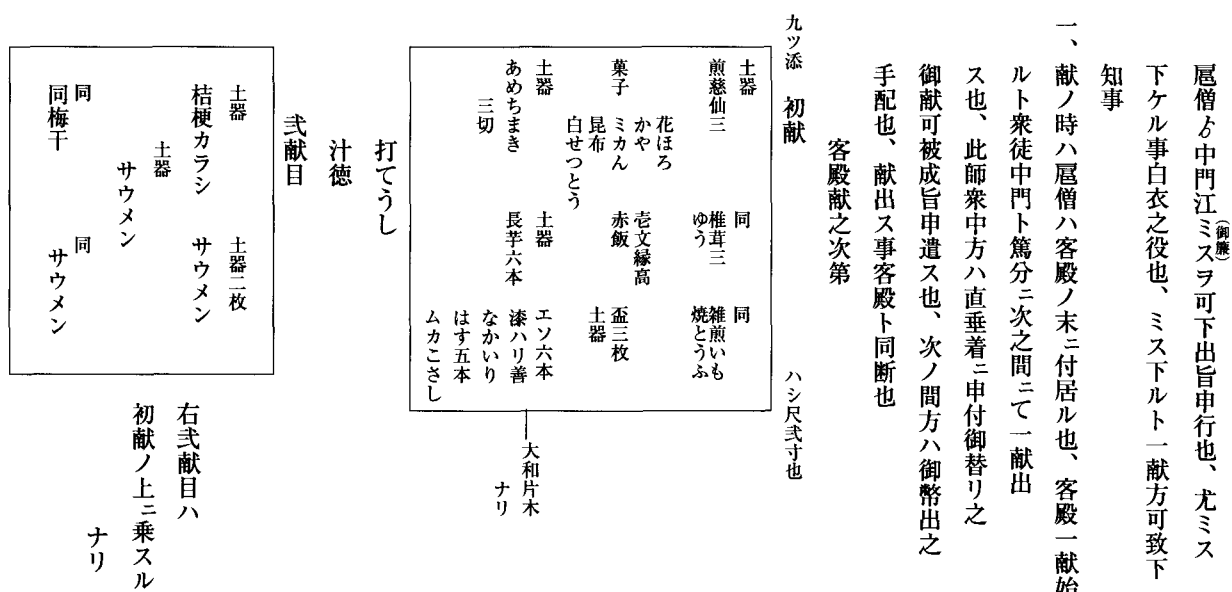 扈僧ゟ中門江ミス(御簾)ヲ可下出旨申行也、尤ミス
下ケル事白衣之役也、ミス下ルト一献方可致下
知事
一、献ノ時ハ扈僧ハ客殿ノ末ニ付居ル也、客殿一献始
ルト衆徒中門ト篤分ニ次之間ニて一献出
ス也、此師衆中方ハ直垂着ニ申付御替リ之
御献可被成旨申遣ス也、次ノ間方ハ御幣出之
手配也、献出ス事客殿ト同断也
客殿献之次第
九ツ添 初献 ハシ尺弐寸也
土器 同 同
煎慈仙三 椎茸三 雑煎いも
ゆう 焼とうふ
花ほろ
かや 壱文縁高
菓子 ミカん 赤飯 盃三枚
昆布 土器
白せつとう
土器 土器 エソ六本
あめちまき 長芋六本 漆ハリ善
三切 なかいり
はす五本
ムカこさし
大和片木
ナリ
打てうし
汁徳
弐献目
土器 土器二枚
桔梗カラシ サウメン
土器
サウメン
同 同
同梅干 サウメン
右弐献目ハ
初献ノ上ニ乗スル
ナリ